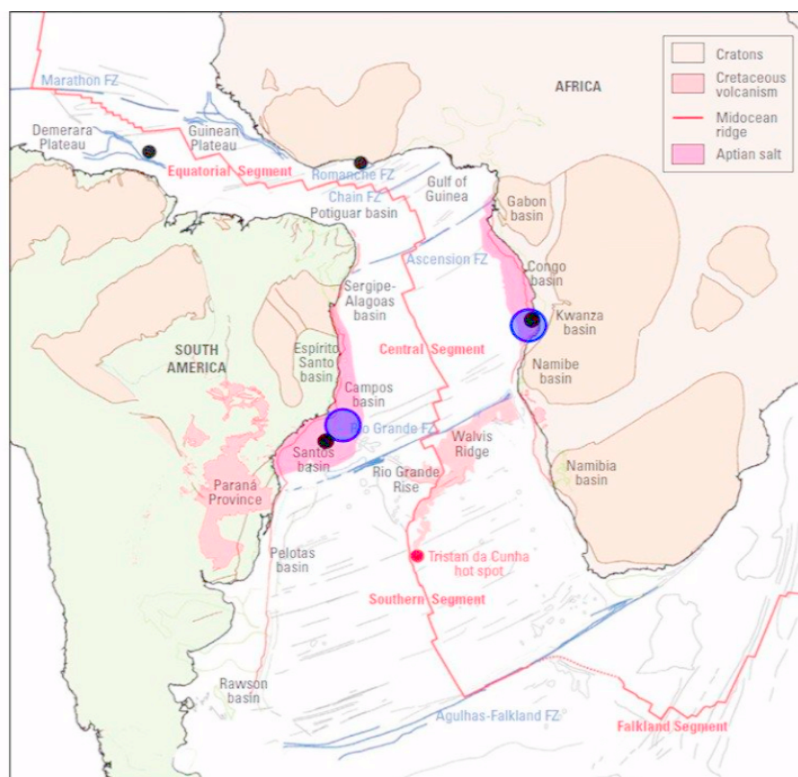 Marathon FZ
AFRICA
Cratons
Cretaceous
volcanism
Midocean
ridge
Aptian salt
Demerara
Plateau
Guinean
Plateau
Equatorial Segment
Romanche FZ
Chain FZ
Potiguar basin
Gulf of
Guinea
Gabon
basin
Ascension FZ
Congo
basin
Sergipe-
Alagoas
basin
Kwanza
basin
SOUTH
AMERICA
Espírito
Santo
basin
Central Segment
Namibe
basin
Campos
basin
Rio Grande FZ
Santos
basin
Walvis
Ridge
Rio Grande
Rise
Namibia
basin
Paraná
Province
Pelotas
basin
Tristan da Cunha
hot spot
Southern Segment
Rawson
basin
Agulhas-Falkland FZ
Falkland Segment